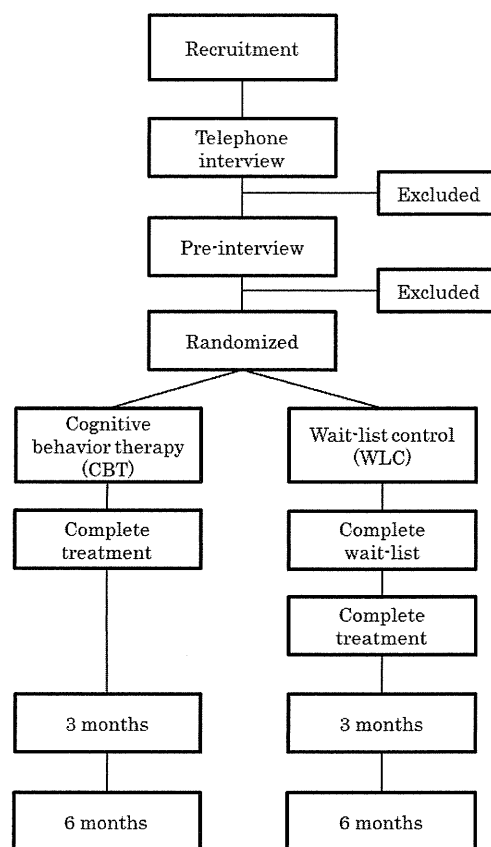 Recruitment
Telephone
interview
Excluded
Pre-interview
Excluded
Randomized
Cognitive
behavior therapy
(CBT)
Wait-list control
(WLC)
Complete
treatment
Complete
wait-list
Complete
treatment
3 months
3 months
6 months
6 months